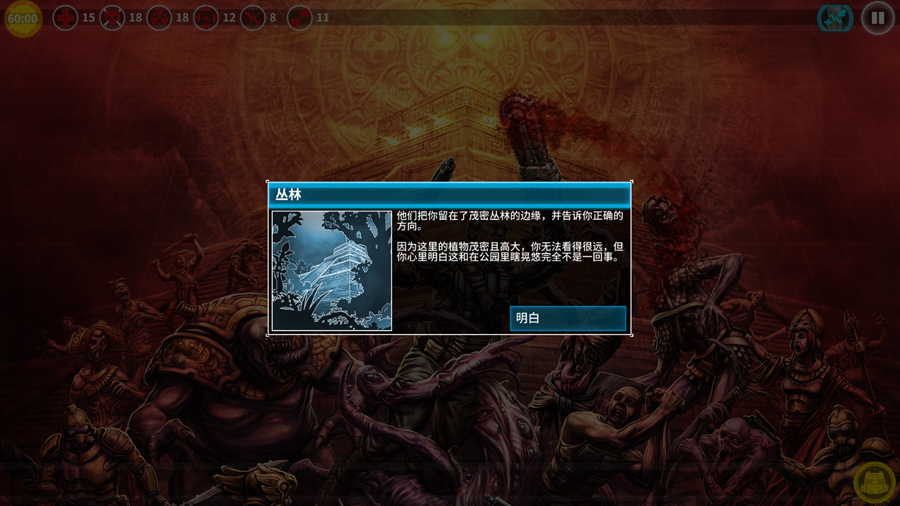 60:00 15 18 18 12 8 11
丛林
他们把你留在了茂密丛林的边缘，并告诉你正确的
方向。
因为这里的植物茂密且高大，你无法看得很远，但
你心里明白这和在公园里瞎晃悠完全不是一回事。
明白